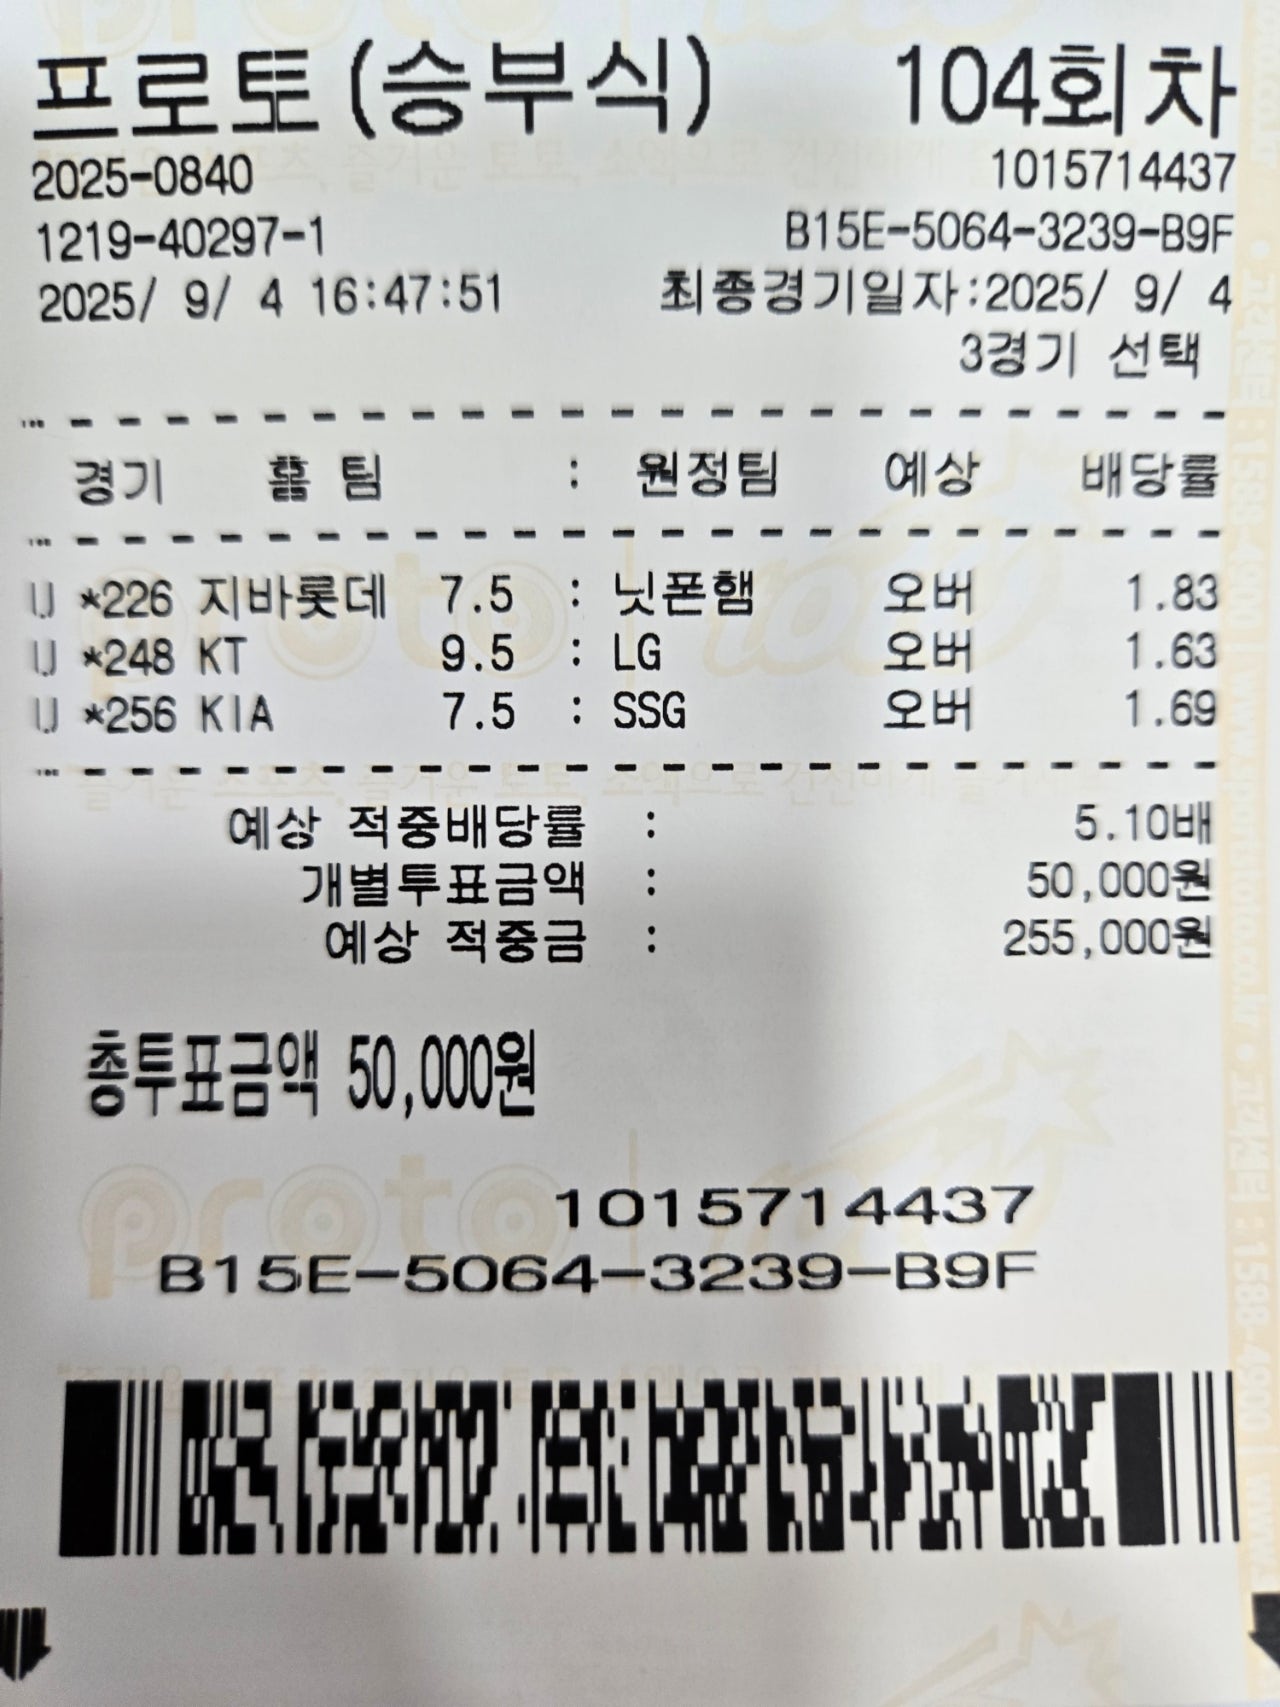 프로토(승부식) 104회차
2025-0840 1015714437
1219-40297-1 B15E-5064-3239-B9F
2025/ 9/ 4 16:47:51 최종경기일자:2025/ 9/ 4
3경기 선택
경기 홈팀 : 원정팀 예상 배당률
U *226 지바롯데 7.5 : 닛폰햄 오버 1.83
U *248 KT 9.5 : LG 오버 1.63
U *256 KIA 7.5 : SSG 오버 1.69
예상 적중배당률 : 5.10배
개별투표금액 : 50,000원
예상 적중금 : 255,000원
총투표금액 50,000원
proto
1015714437
B15E-5064-3239-B9F